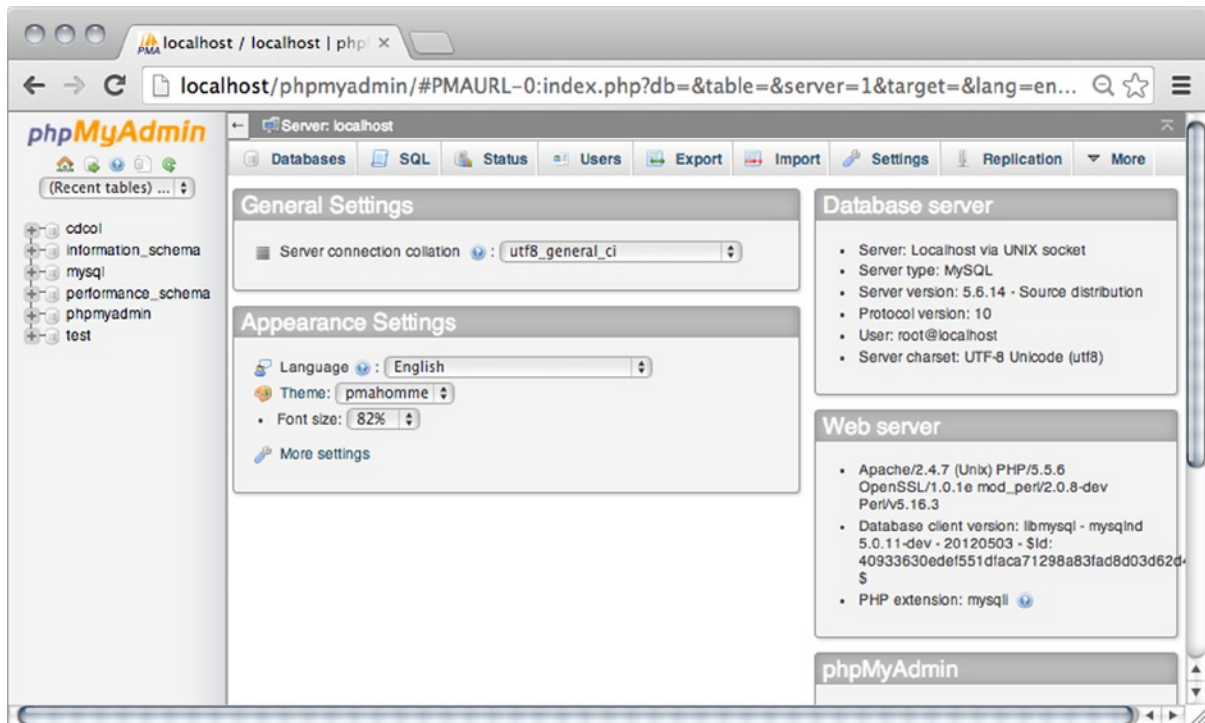 PMA localhost / localhost | php
localhost/phpmyadmin/#PMAURL-0:index.php?db=&table=&server=1&target=&lang=en...
phpMyAdmin
(Recent tables) ...
cdcol
information_schema
mysql
performance_schema
phpmyadmin
test
Server: localhost
Databases SQL Status Users Export Import Settings Replication More
General Settings
Server connection collation : utf8_general_ci
Appearance Settings
Language : English
Theme: pmahomme
• Font size: 82%
More settings
Database server
• Server: Localhost via UNIX socket
• Server type: MySQL
• Server version: 5.6.14 - Source distribution
• Protocol version: 10
• User: root@localhost
• Server charset: UTF-8 Unicode (utf8)
Web server
• Apache/2.4.7 (Unix) PHP/5.5.6
OpenSSL/1.0.1e mod_perl/2.0.8-dev
Perl/v5.16.3
• Database client version: libmysql - mysqlnd
5.0.11-dev - 20120503 - $Id:
40933630edef551dfaca71298a83fad8d03d62d4
$
• PHP extension: mysqli
phpMyAdmin